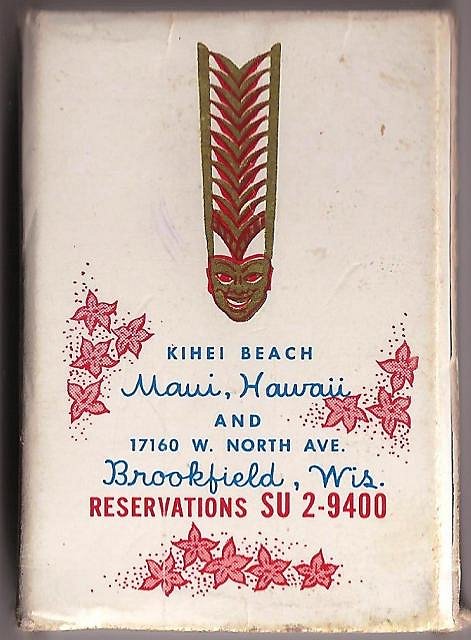 KIHEI BEACH
Maui, Hawaii
AND
17160 W. NORTH AVE.
Brookfield, Wis.
RESERVATIONS SU 2-9400